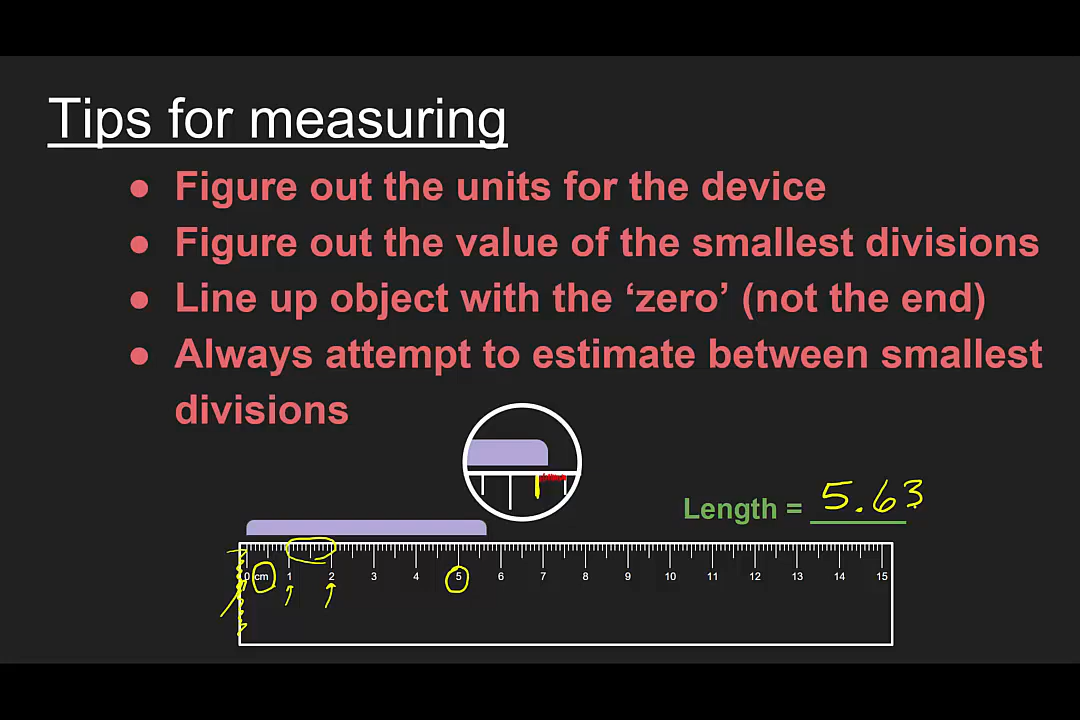 Tips for measuring
● Figure out the units for the device
● Figure out the value of the smallest divisions
● Line up object with the ‘zero’ (not the end)
● Always attempt to estimate between smallest
divisions
Length = 5.63
0 cm 1 2 3 4 5 6 7 8 9 10 11 12 13 14 15